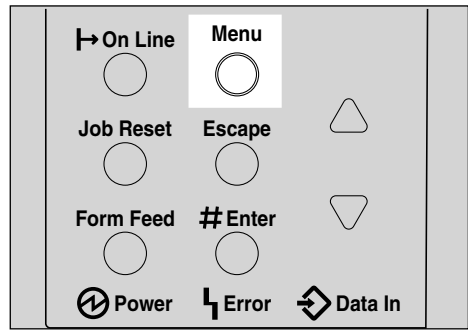 On Line Menu
Job Reset Escape
Form Feed #Enter
Power Error Data In